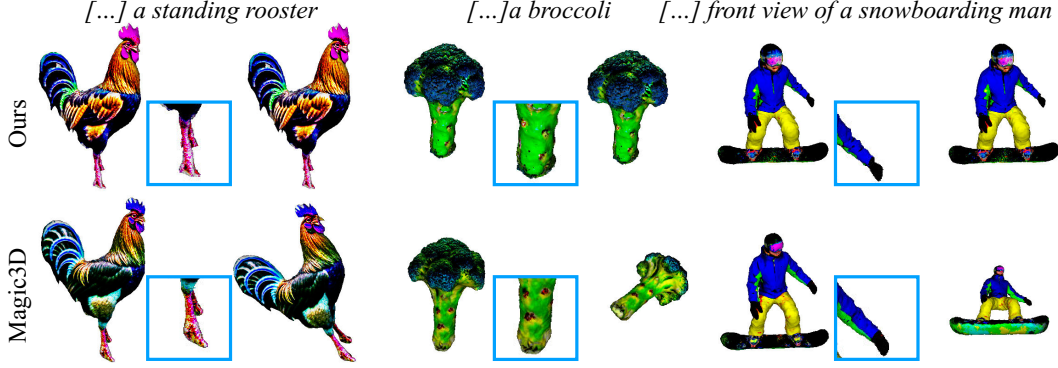 [...] a standing rooster
[...]a broccoli
[...] front view of a snowboarding man
Ours
Magic3D